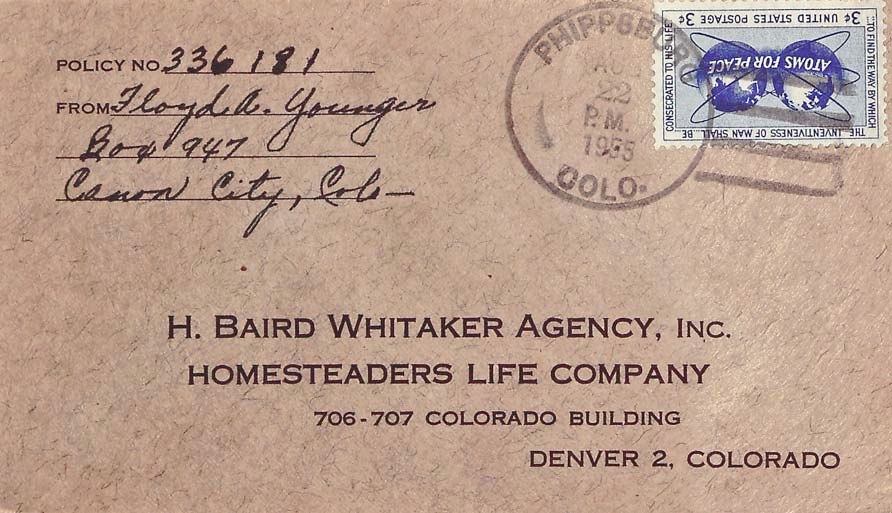 POLICY NO. 336181
FROM Floyd A. Younger
Box 947
Canon City, Colo
PHIPPSBURG
22
P.M.
1955
COLO.
3¢ UNITED STATES POSTAGE 3¢
ATOMS FOR PEACE
...TO FIND THE WAY BY WHICH
THE INVENTIVENESS OF MAN SHALL BE
CONSECRATED TO HIS LIFE
H. BAIRD WHITAKER AGENCY, INC.
HOMESTEADERS LIFE COMPANY
706-707 COLORADO BUILDING
DENVER 2, COLORADO